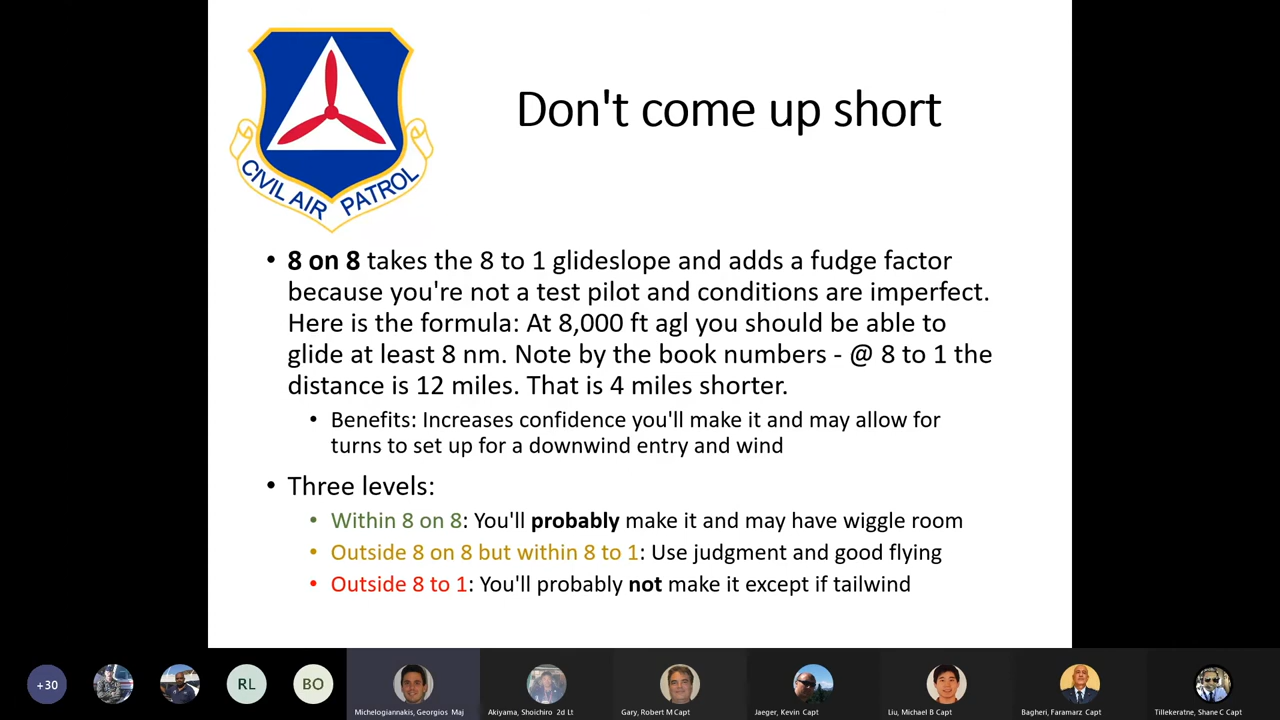 CIVIL AIR PATROL
Don't come up short
• 8 on 8 takes the 8 to 1 glideslope and adds a fudge factor
because you're not a test pilot and conditions are imperfect.
Here is the formula: At 8,000 ft agl you should be able to
glide at least 8 nm. Note by the book numbers - @ 8 to 1 the
distance is 12 miles. That is 4 miles shorter.
• Benefits: Increases confidence you'll make it and may allow for
turns to set up for a downwind entry and wind
• Three levels:
• Within 8 on 8: You'll probably make it and may have wiggle room
• Outside 8 on 8 but within 8 to 1: Use judgment and good flying
• Outside 8 to 1: You'll probably not make it except if tailwind
+30
RL
BO
Michelogiannakis, Georgios Maj
Akiyama, Shoichiro 2d Lt
Gary, Robert M Capt
Jaeger, Kevin Capt
Liu, Michael B Capt
Bagheri, Faramarz Capt
Tillekeratne, Shane C Capt